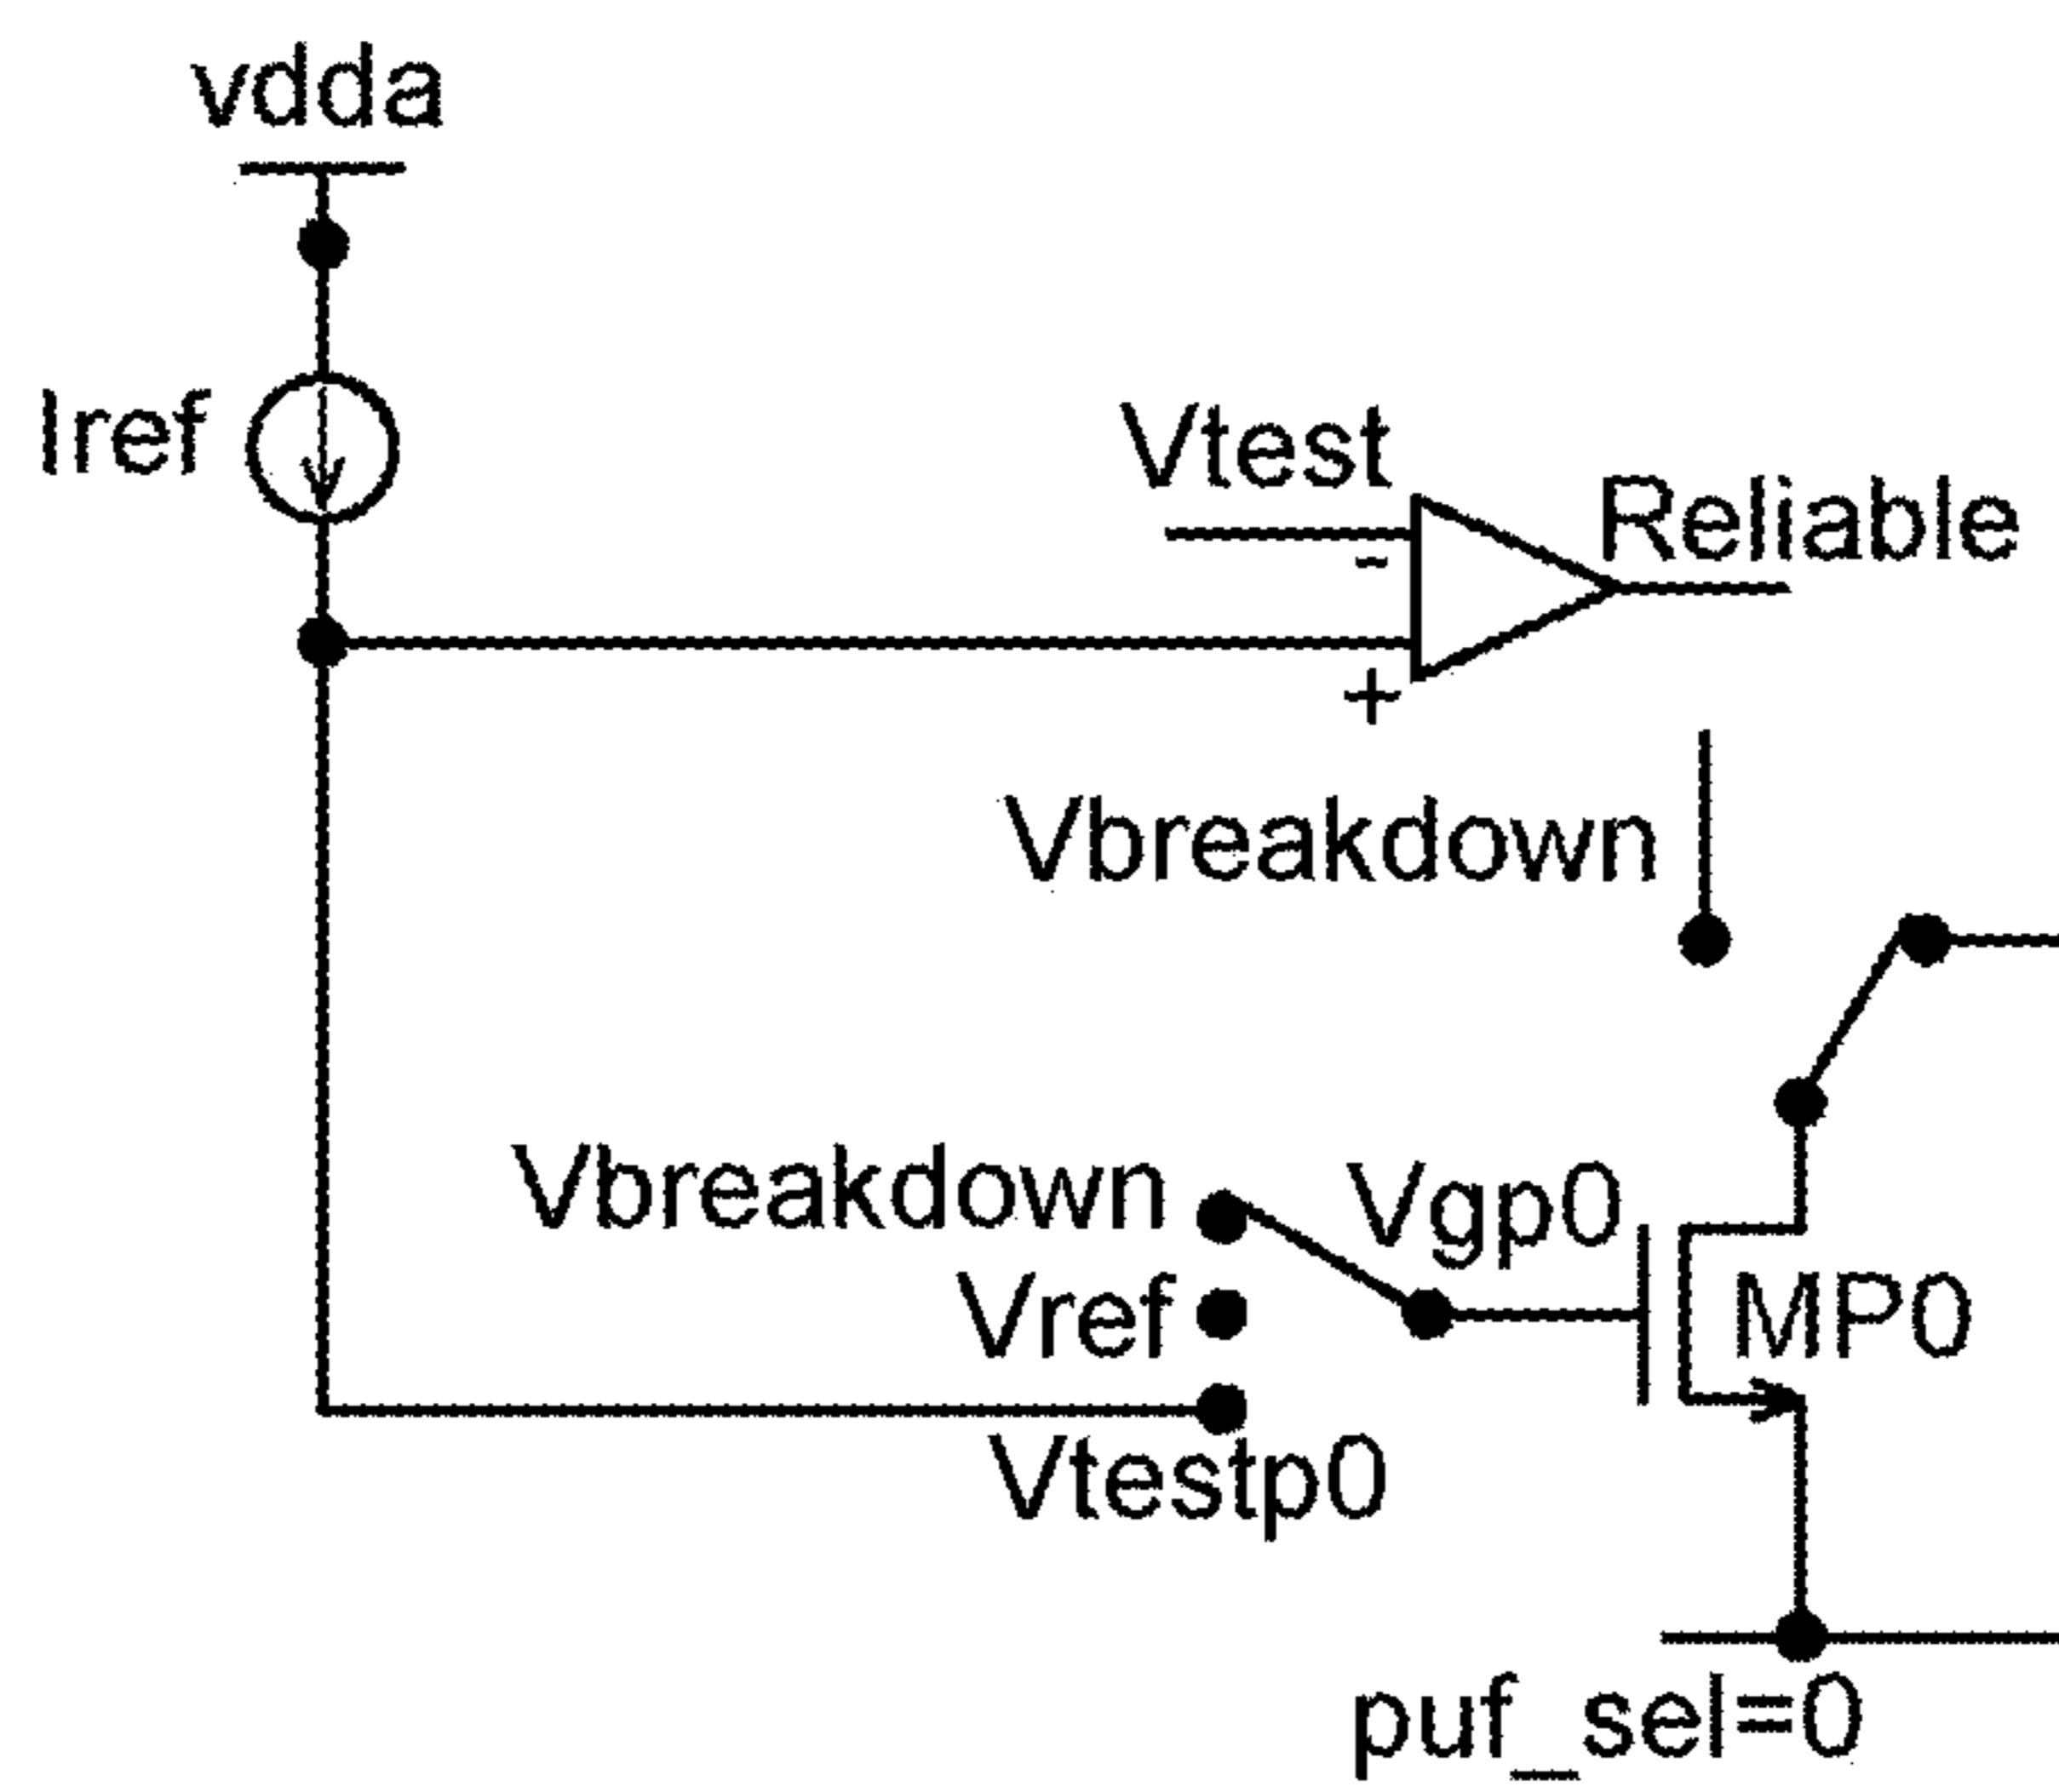 vdda
Iref
Vtest
Reliable
-
+
Vbreakdown
Vbreakdown
Vgp0
Vref
MP0
Vtestp0
puf_sel=0